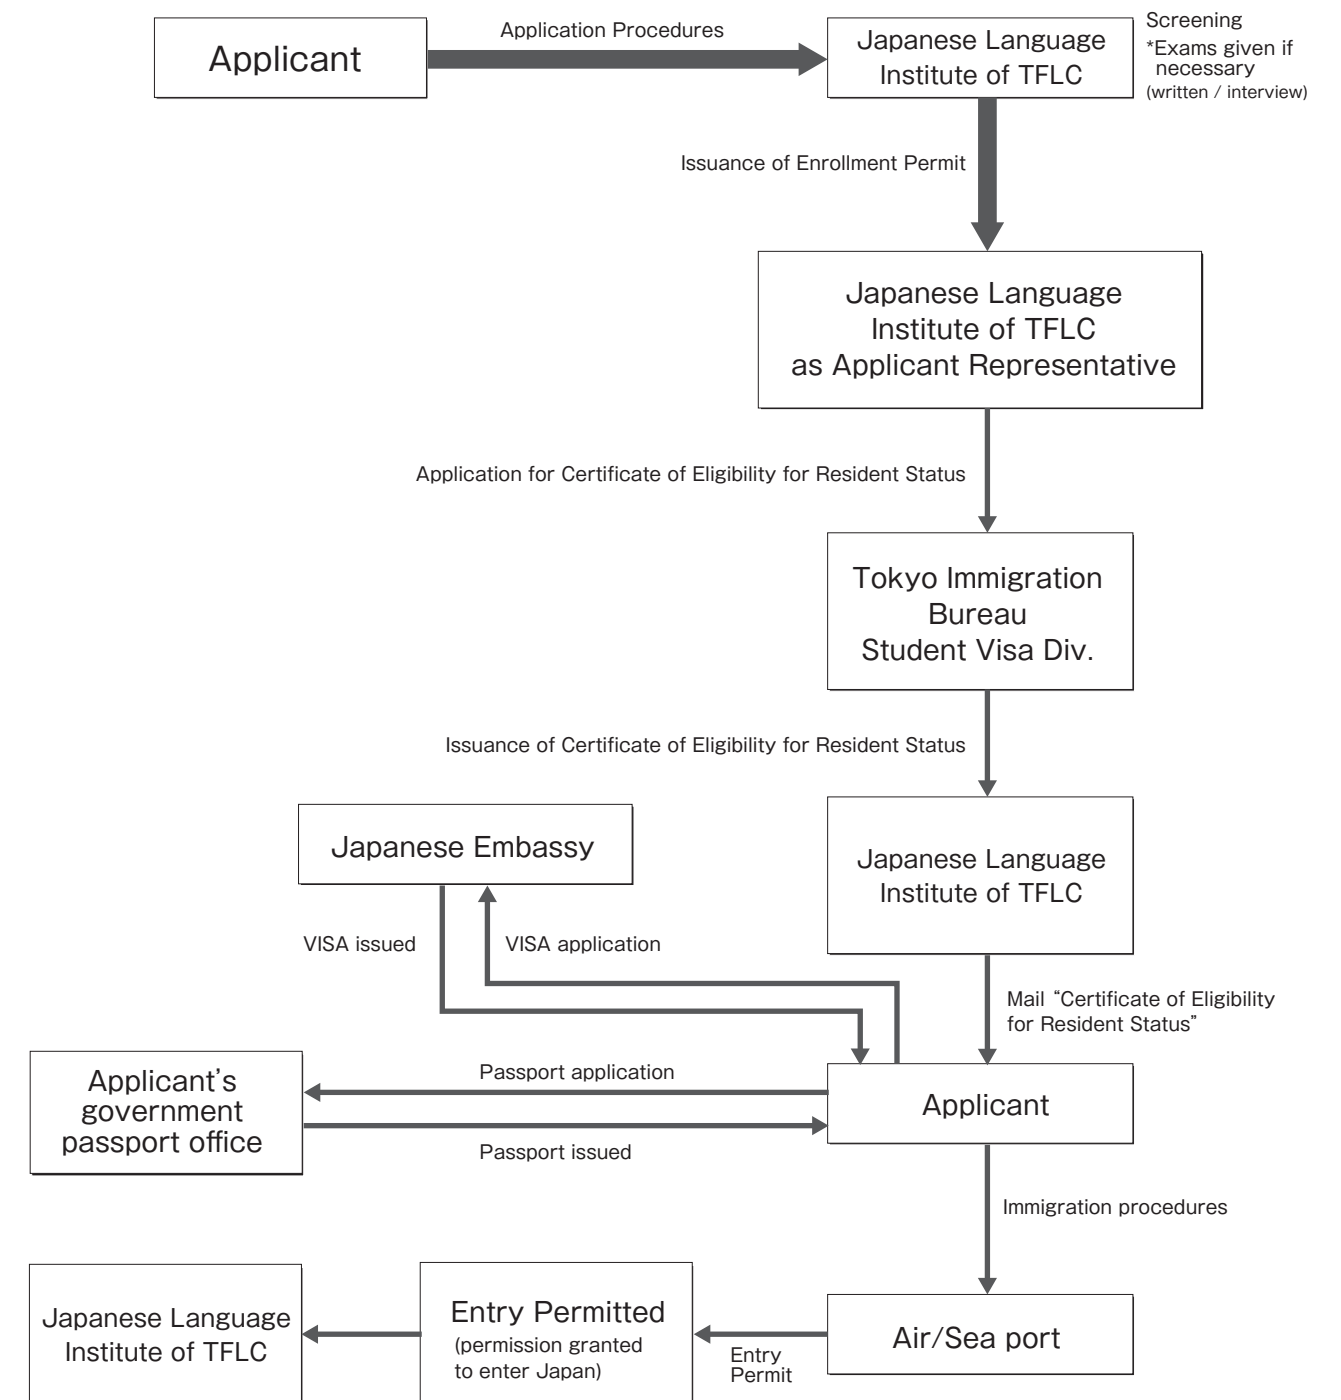 Applicant
Application Procedures
Japanese Language
Institute of TFLC
Screening
*Exams given if
necessary
(written / interview)
Issuance of Enrollment Permit
Japanese Language
Institute of TFLC
as Applicant Representative
Application for Certificate of Eligibility for Resident Status
Tokyo Immigration
Bureau
Student Visa Div.
Issuance of Certificate of Eligibility for Resident Status
Japanese Embassy
Japanese Language
Institute of TFLC
VISA issued
VISA application
Mail “Certificate of Eligibility
for Resident Status”
Applicant’s
government
passport office
Passport application
Passport issued
Applicant
Immigration procedures
Air/Sea port
Entry
Permit
Entry Permitted
(permission granted
to enter Japan)
Japanese Language
Institute of TFLC